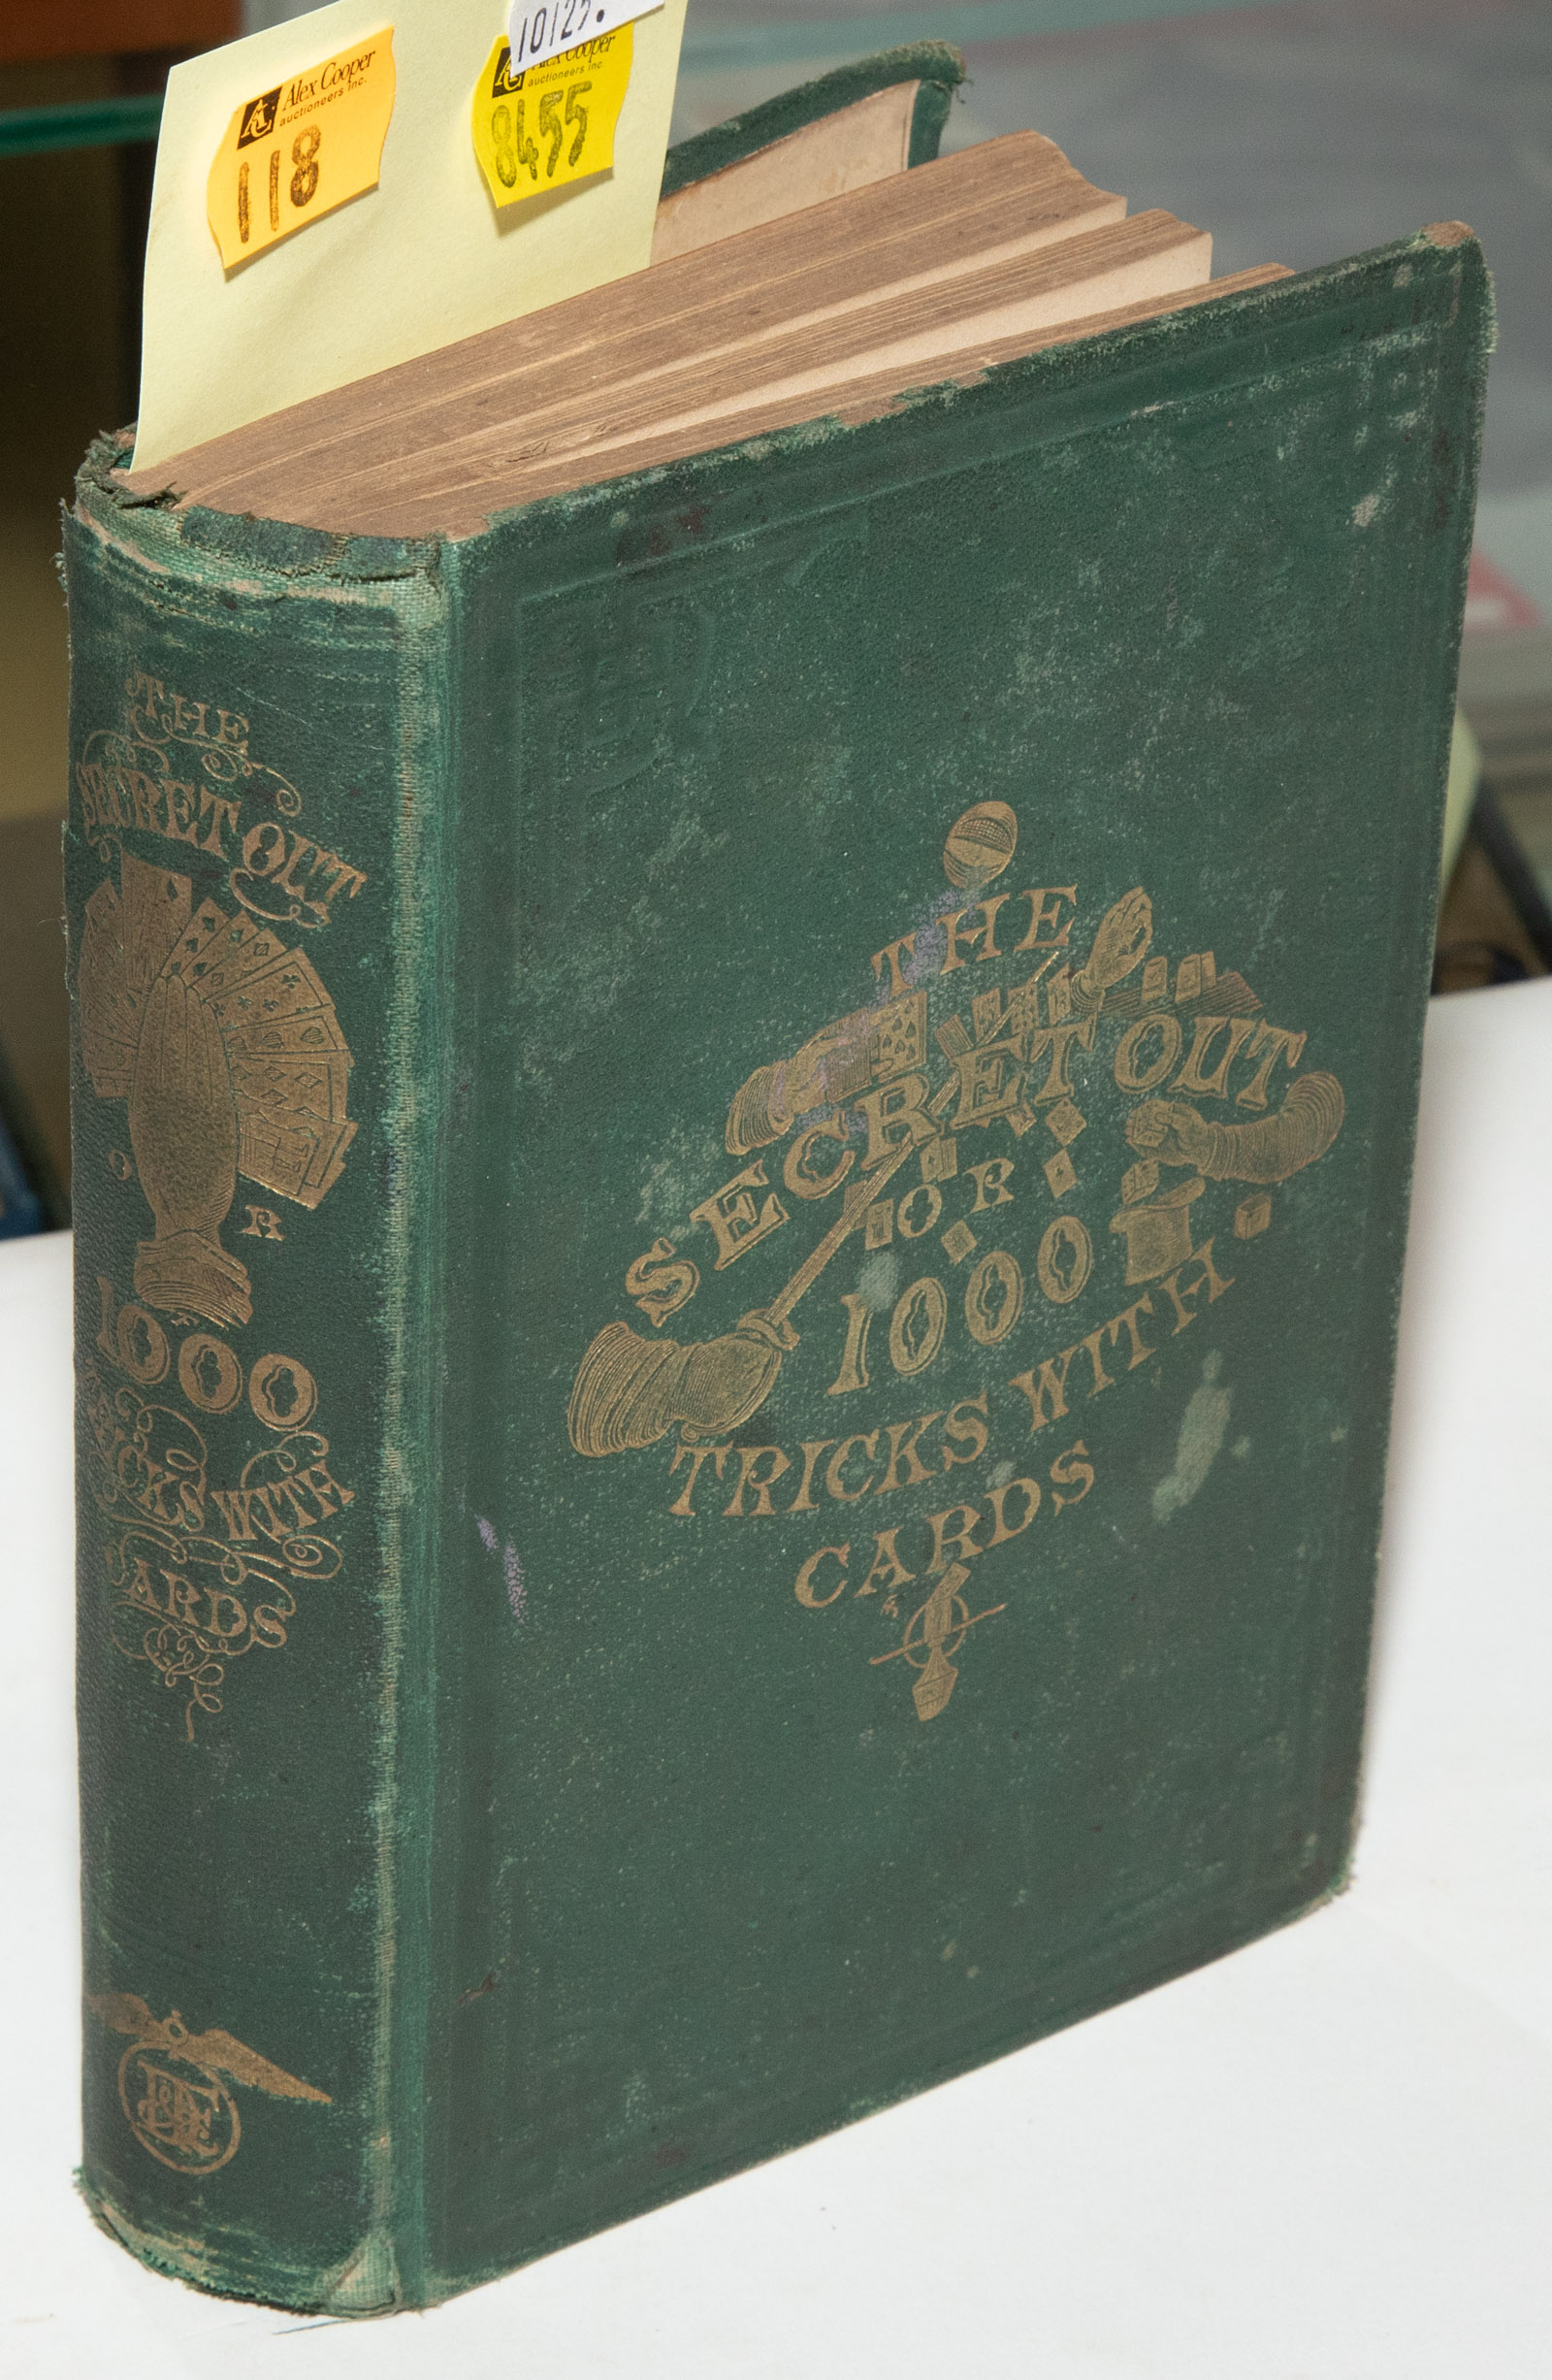 Alex Cooper
auctioneers inc.
118
10125.
Alex Cooper
auctioneers inc.
8455
THE
SECRET OUT
OR
1000
TRICKS WITH
CARDS
THE
SECRET OUT
OR
1000
TRICKS WITH
CARDS